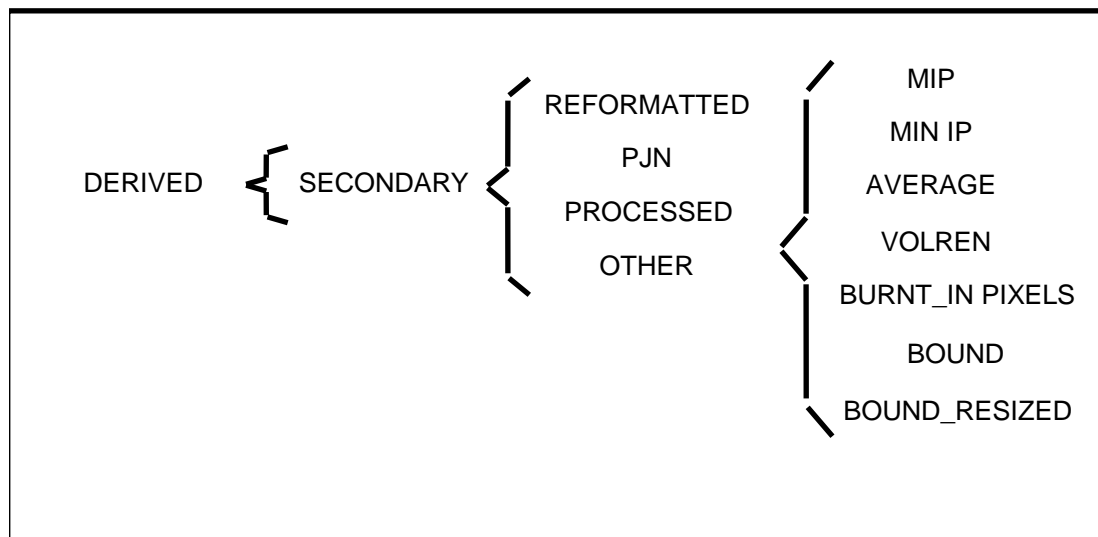 DERIVED
SECONDARY
REFORMATTED
PJN
PROCESSED
OTHER
MIP
MIN IP
AVERAGE
VOLREN
BURNT_IN PIXELS
BOUND
BOUND_RESIZED